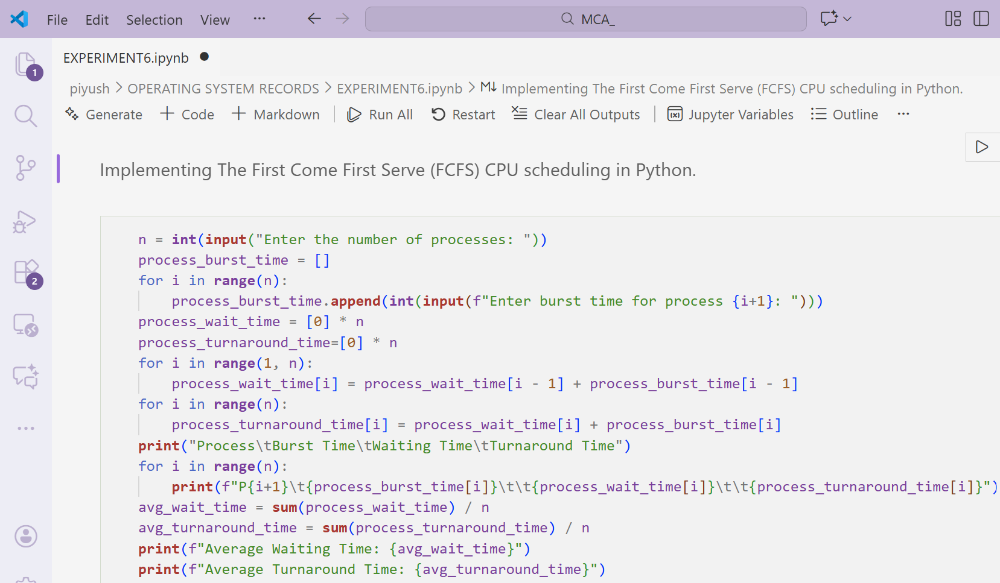 File Edit Selection View ... MCA_
EXPERIMENT6.ipynb
piyush > OPERATING SYSTEM RECORDS > EXPERIMENT6.ipynb > M↓ Implementing The First Come First Serve (FCFS) CPU scheduling in Python.
Generate + Code + Markdown | Run All Restart Clear All Outputs | Jupyter Variables Outline ...
1
2
Implementing The First Come First Serve (FCFS) CPU scheduling in Python.
n = int(input("Enter the number of processes: "))
process_burst_time = []
for i in range(n):
    process_burst_time.append(int(input(f"Enter burst time for process {i+1}: ")))
process_wait_time = [0] * n
process_turnaround_time=[0] * n
for i in range(1, n):
    process_wait_time[i] = process_wait_time[i - 1] + process_burst_time[i - 1]
for i in range(n):
    process_turnaround_time[i] = process_wait_time[i] + process_burst_time[i]
print("Process\tBurst Time\tWaiting Time\tTurnaround Time")
for i in range(n):
    print(f"P{i+1}\t{process_burst_time[i]}\t\t{process_wait_time[i]}\t\t{process_turnaround_time[i]}")
avg_wait_time = sum(process_wait_time) / n
avg_turnaround_time = sum(process_turnaround_time) / n
print(f"Average Waiting Time: {avg_wait_time}")
print(f"Average Turnaround Time: {avg_turnaround_time}")